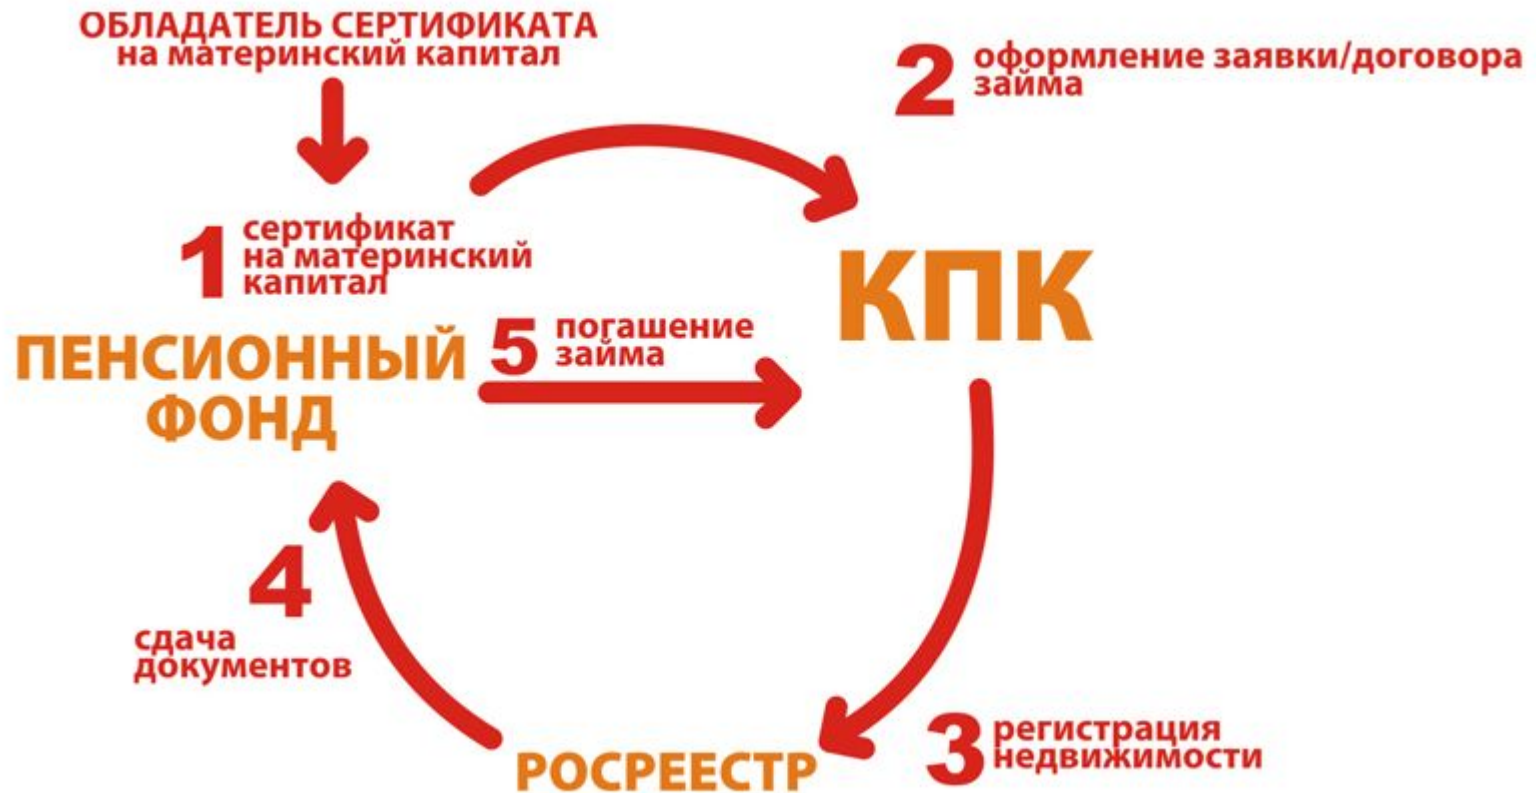 ОБЛАДАТЕЛЬ СЕРТИФИКАТА
на материнский капитал
2
оформление заявки/договора
займа
1
сертификат
на материнский
капитал
ПЕНСИОННЫЙ
ФОНД
5
погашение
займа
КПК
4
сдача
документов
РОСРЕЕСТР
3
регистрация
недвижимости